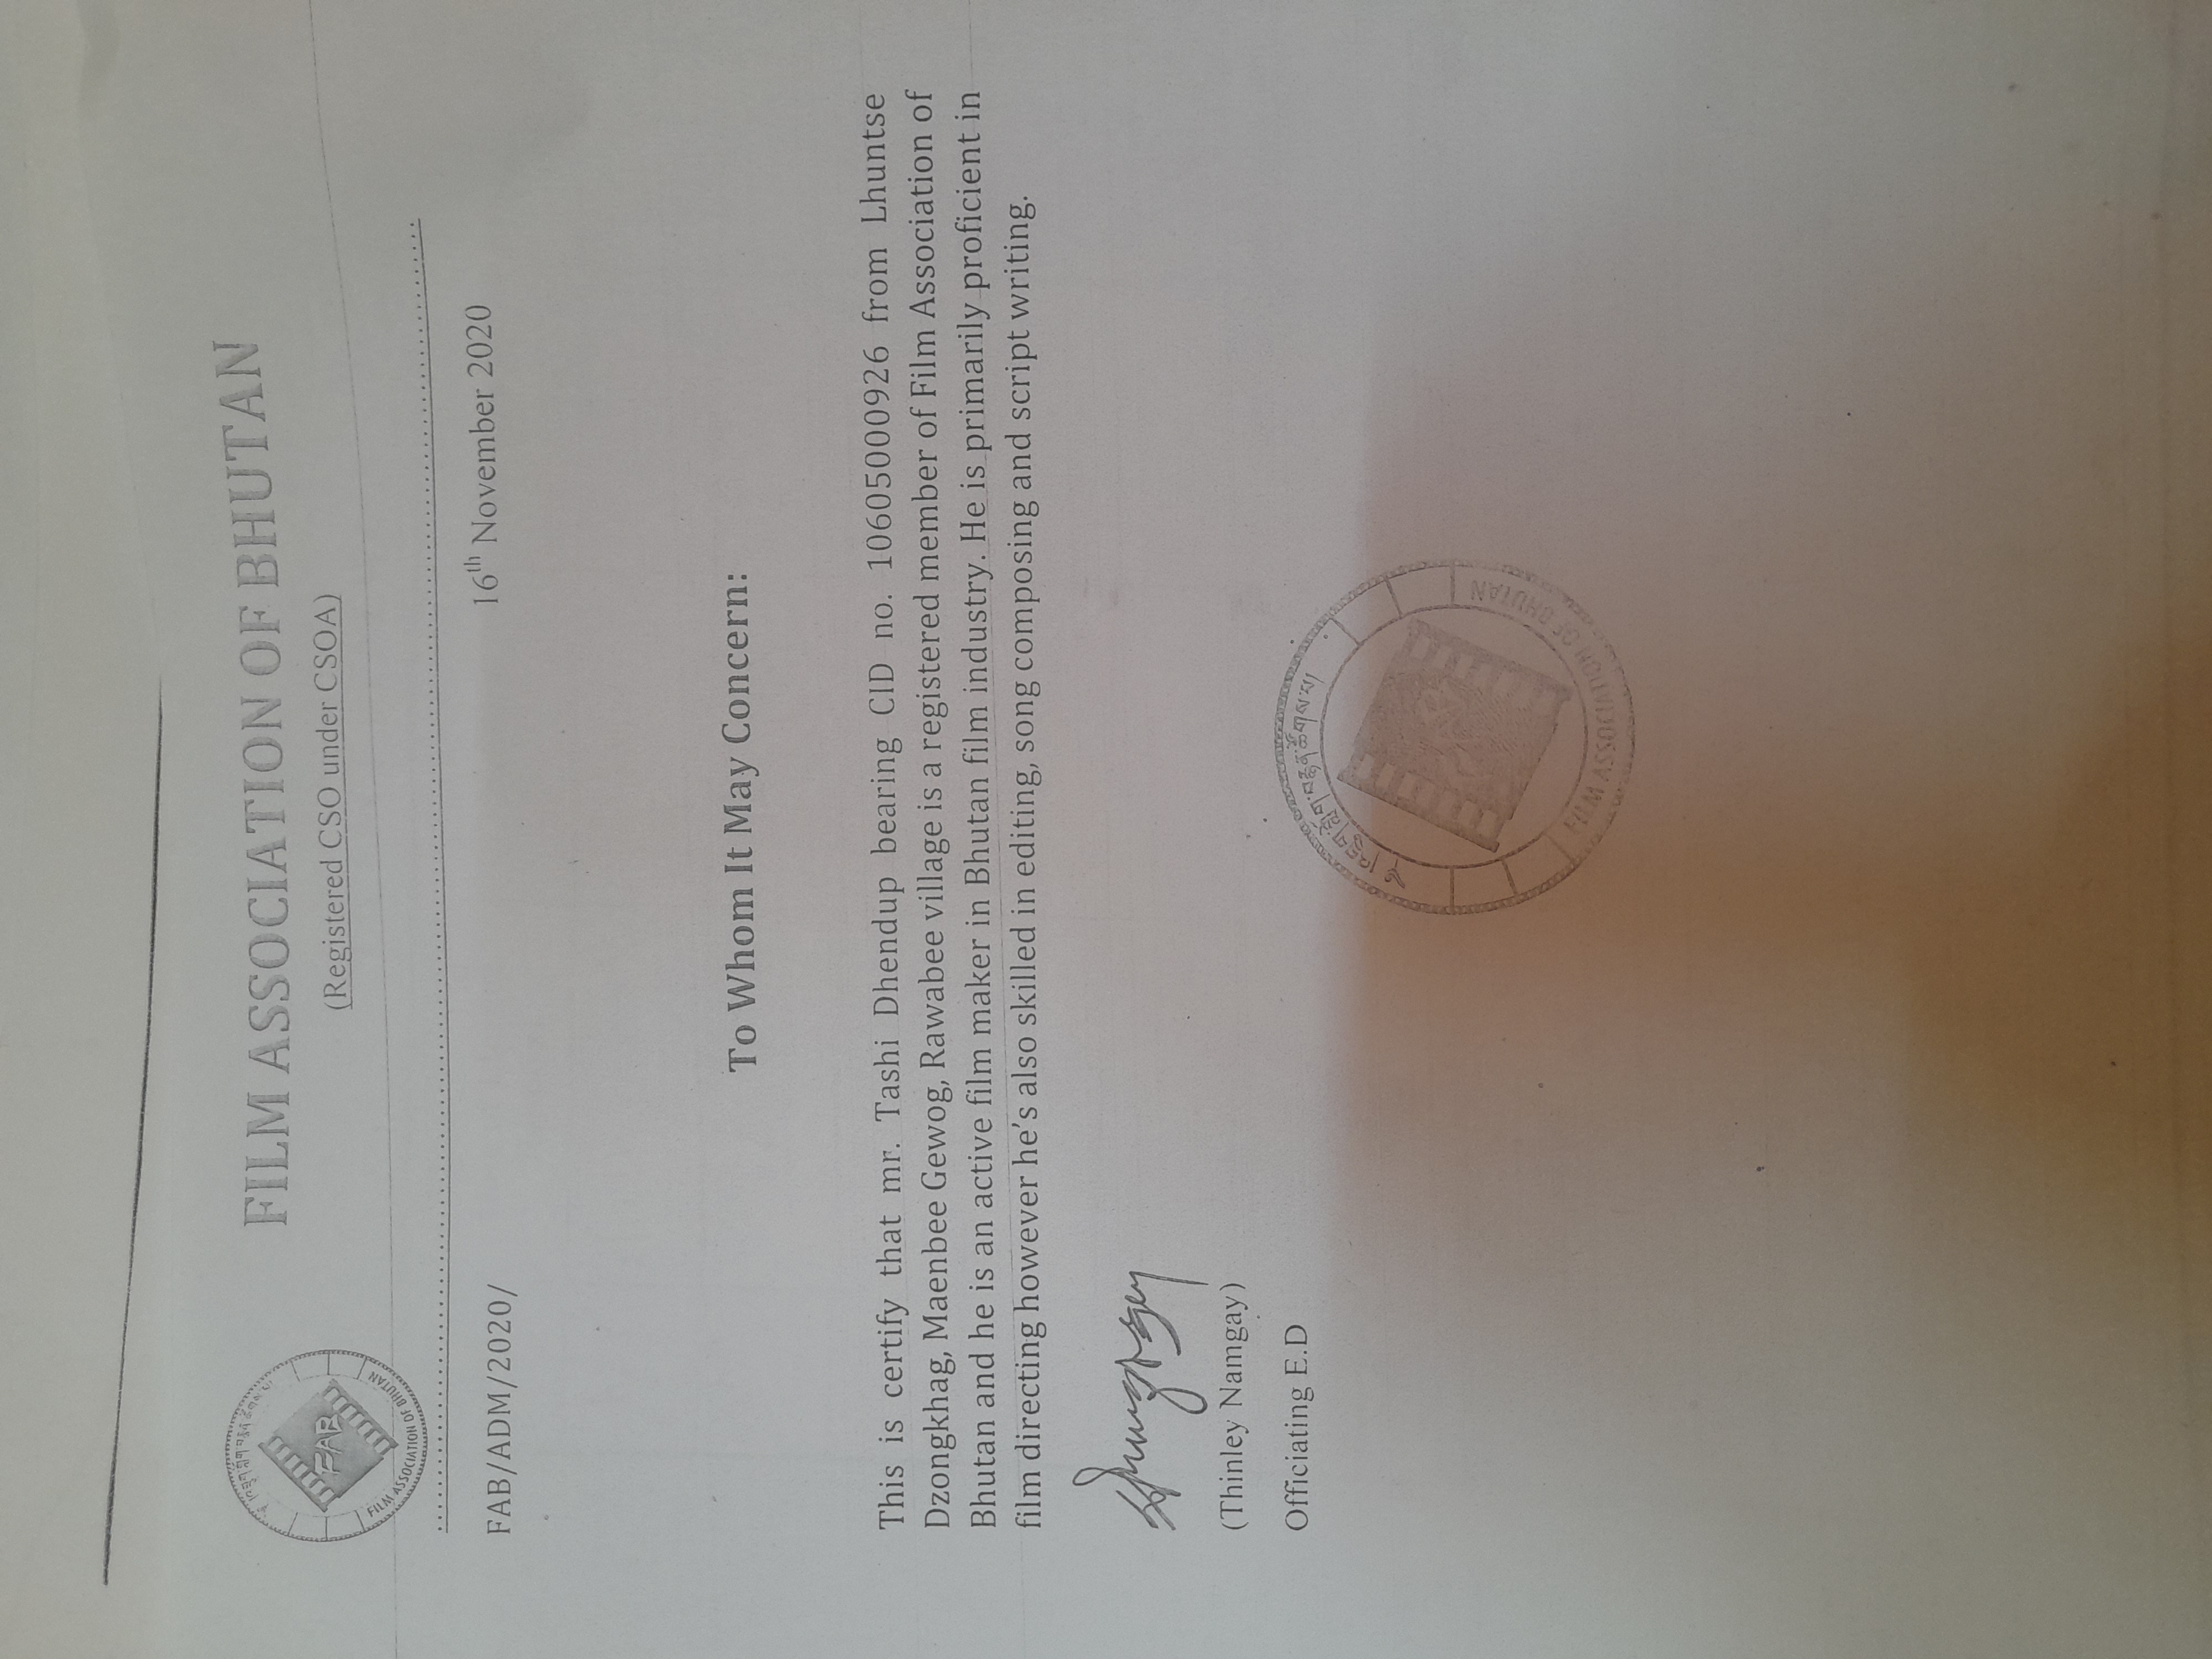 FAB
FILM ASSOCIATION OF BHUTAN
FILM ASSOCIATION OF BHUTAN
(Registered CSO under CSOA)
FAB/ADM/2020/
16th November 2020
To Whom It May Concern:
This is certify that mr. Tashi Dhendup bearing CID no. 10605000926 from Lhuntse
Dzongkhag, Maenbee Gewog, Rawabee village is a registered member of Film Association of
Bhutan and he is an active film maker in Bhutan film industry. He is primarily proficient in
film directing however he's also skilled in editing, song composing and script writing.
(Thinley Namgay)
Officiating E.D
༄ །འབྲུག་གློག་བརྙན་ཚོགས་པ།
FILM ASSOCIATION OF BHUTAN